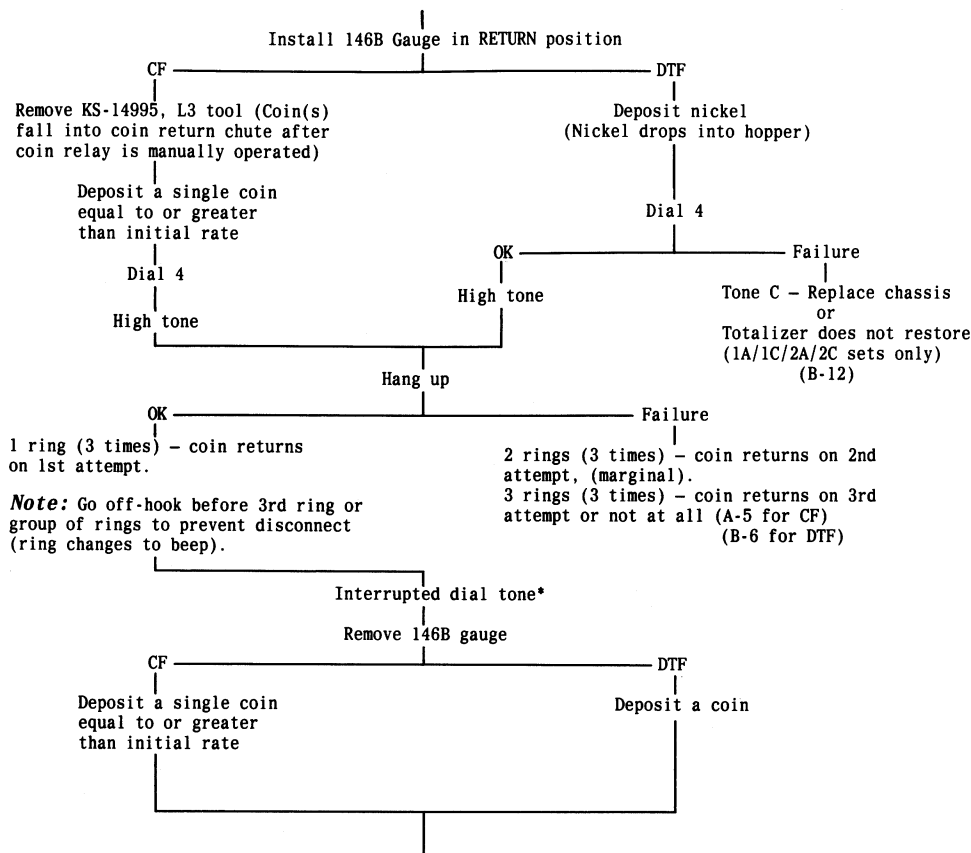 Install 146B Gauge in RETURN position
CF
DTF
Remove KS-14995, L3 tool (Coin(s)
fall into coin return chute after
coin relay is manually operated)
Deposit nickel
(Nickel drops into hopper)
Deposit a single coin
equal to or greater
than initial rate
Dial 4
Dial 4
OK
Failure
High tone
High tone
Tone C – Replace chassis
or
Totalizer does not restore
(1A/1C/2A/2C sets only)
(B-12)
Hang up
OK
Failure
1 ring (3 times) – coin returns
on 1st attempt.
Note: Go off-hook before 3rd ring or
group of rings to prevent disconnect
(ring changes to beep).
2 rings (3 times) – coin returns on 2nd
attempt, (marginal).
3 rings (3 times) – coin returns on 3rd
attempt or not at all (A-5 for CF)
(B-6 for DTF)
Interrupted dial tone*
Remove 146B gauge
CF
DTF
Deposit a single coin
equal to or greater
than initial rate
Deposit a coin